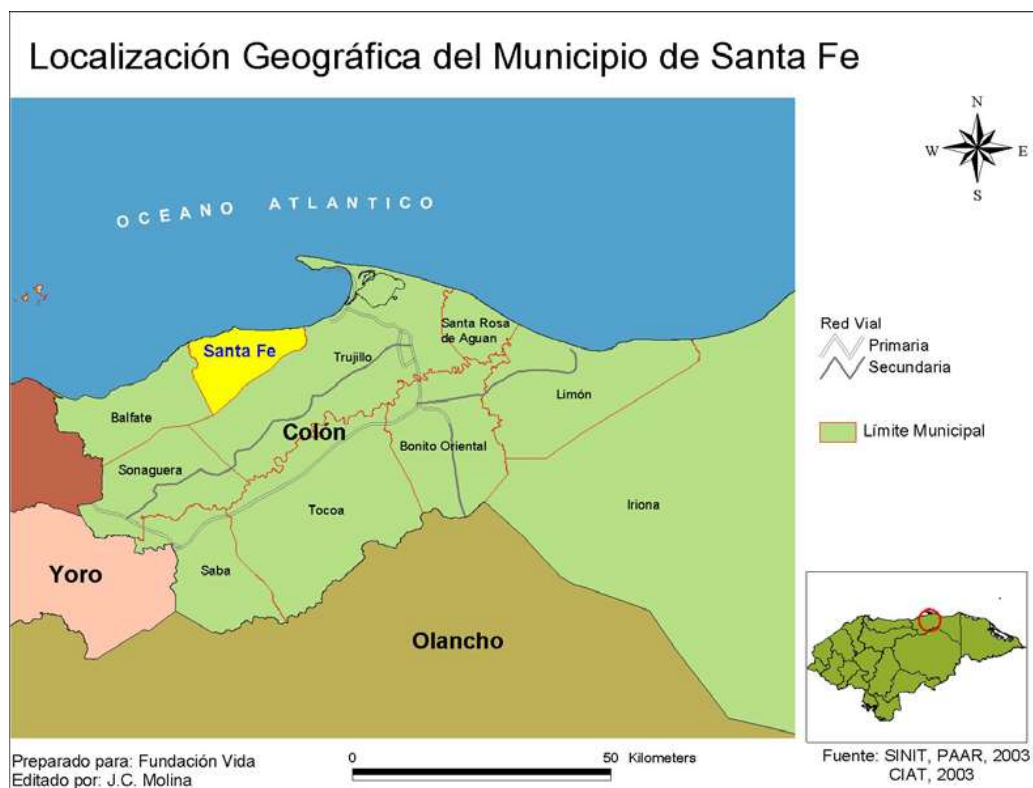 Localización Geográfica del Municipio de Santa Fe
N
W E
S
OCEANO ATLANTICO
Santa Rosa
de Aguan
Santa Fe
Trujillo
Balfate
Limón
Colón
Bonito Oriental
Sonaguera
Tocoa
Iriona
Saba
Yoro
Olancho
Red Vial
Primaria
Secundaria
Límite Municipal
Preparado para: Fundación Vida
Editado por: J.C. Molina
0 50 Kilometers
Fuente: SINIT, PAAR, 2003
CIAT, 2003